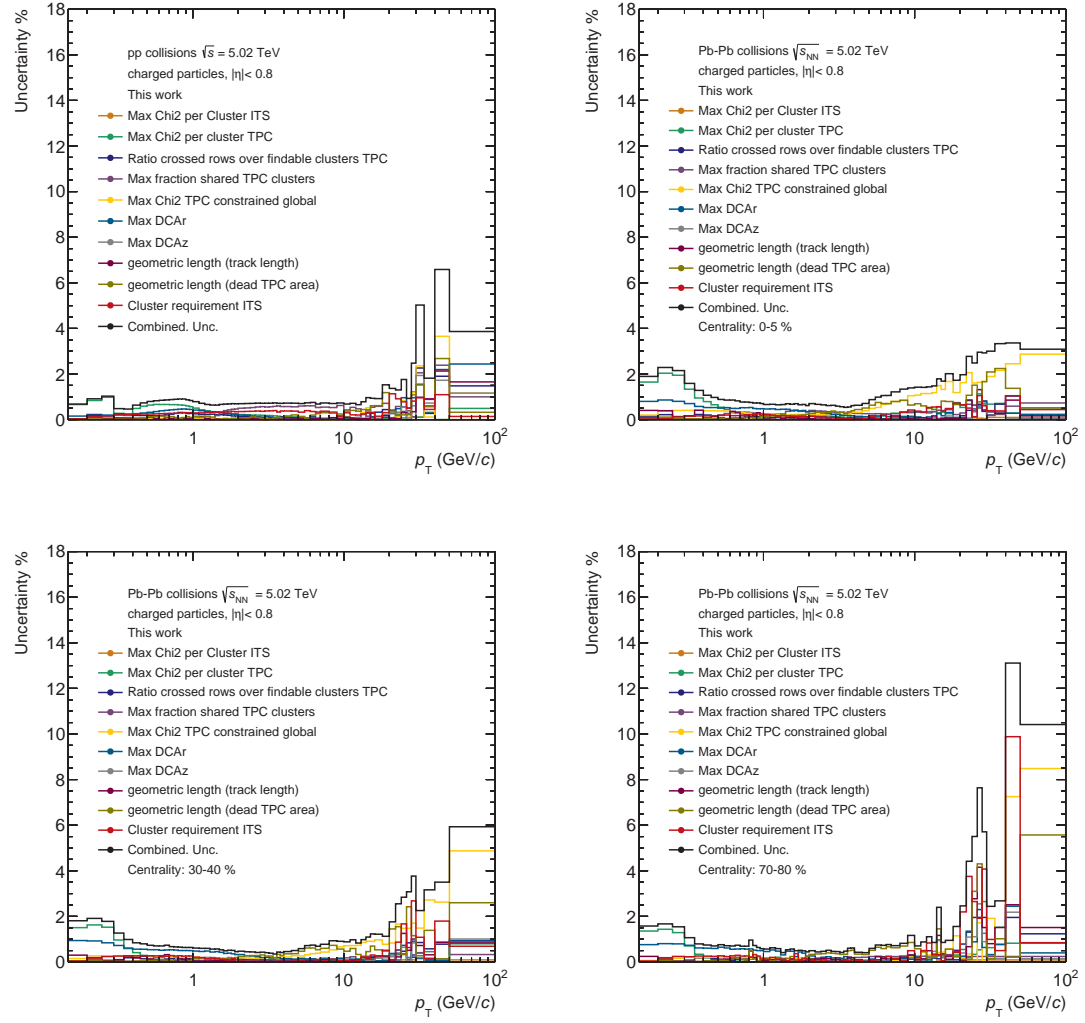 Uncertainty %
18
16
14
12
10
8
6
4
2
0
pp collisions √s = 5.02 TeV
charged particles, |η|< 0.8
This work
Max Chi2 per Cluster ITS
Max Chi2 per cluster TPC
Ratio crossed rows over findable clusters TPC
Max fraction shared TPC clusters
Max Chi2 TPC constrained global
Max DCAr
Max DCAz
geometric length (track length)
geometric length (dead TPC area)
Cluster requirement ITS
Combined. Unc.
1 10 10²
p_T (GeV/c)
Uncertainty %
18
16
14
12
10
8
6
4
2
0
Pb-Pb collisions √s_NN = 5.02 TeV
charged particles, |η|< 0.8
This work
Max Chi2 per Cluster ITS
Max Chi2 per cluster TPC
Ratio crossed rows over findable clusters TPC
Max fraction shared TPC clusters
Max Chi2 TPC constrained global
Max DCAr
Max DCAz
geometric length (track length)
geometric length (dead TPC area)
Cluster requirement ITS
Combined. Unc.
Centrality: 0-5 %
1 10 10²
p_T (GeV/c)
Uncertainty %
18
16
14
12
10
8
6
4
2
0
Pb-Pb collisions √s_NN = 5.02 TeV
charged particles, |η|< 0.8
This work
Max Chi2 per Cluster ITS
Max Chi2 per cluster TPC
Ratio crossed rows over findable clusters TPC
Max fraction shared TPC clusters
Max Chi2 TPC constrained global
Max DCAr
Max DCAz
geometric length (track length)
geometric length (dead TPC area)
Cluster requirement ITS
Combined. Unc.
Centrality: 30-40 %
1 10 10²
p_T (GeV/c)
Uncertainty %
18
16
14
12
10
8
6
4
2
0
Pb-Pb collisions √s_NN = 5.02 TeV
charged particles, |η|< 0.8
This work
Max Chi2 per Cluster ITS
Max Chi2 per cluster TPC
Ratio crossed rows over findable clusters TPC
Max fraction shared TPC clusters
Max Chi2 TPC constrained global
Max DCAr
Max DCAz
geometric length (track length)
geometric length (dead TPC area)
Cluster requirement ITS
Combined. Unc.
Centrality: 70-80 %
1 10 10²
p_T (GeV/c)